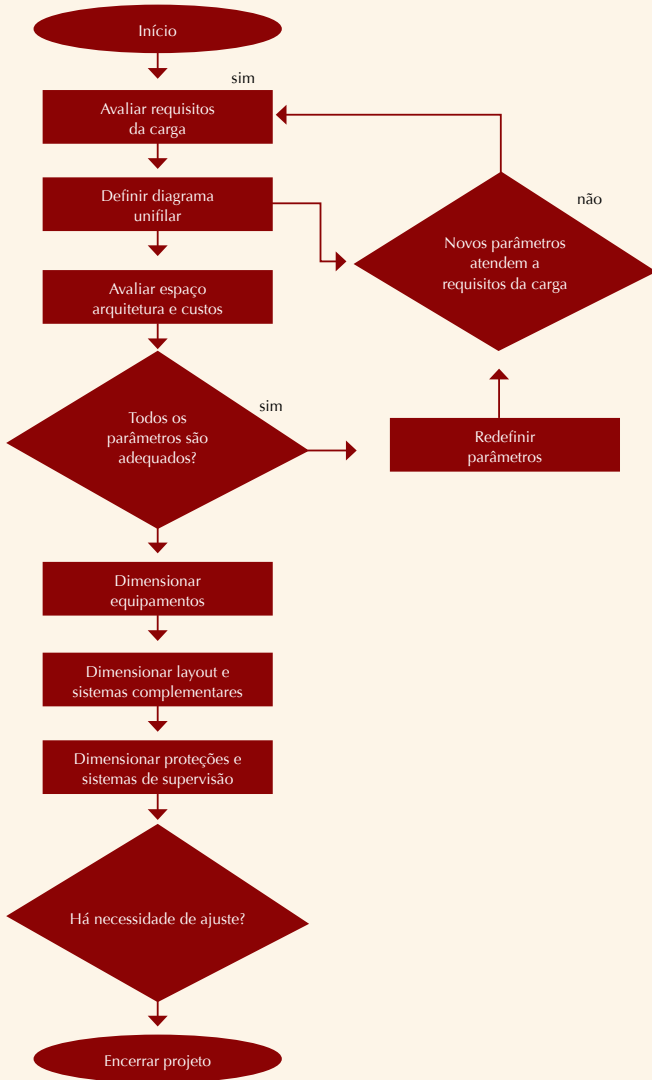 Início
sim
Avaliar requisitos
da carga
Definir diagrama
unifilar
não
Novos parâmetros
atendem a
requisitos da carga
Avaliar espaço
arquitetura e custos
Todos os
parâmetros são
adequados?
sim
Redefinir
parâmetros
Dimensionar
equipamentos
Dimensionar layout e
sistemas complementares
Dimensionar proteções e
sistemas de supervisão
Há necessidade de ajuste?
Encerrar projeto